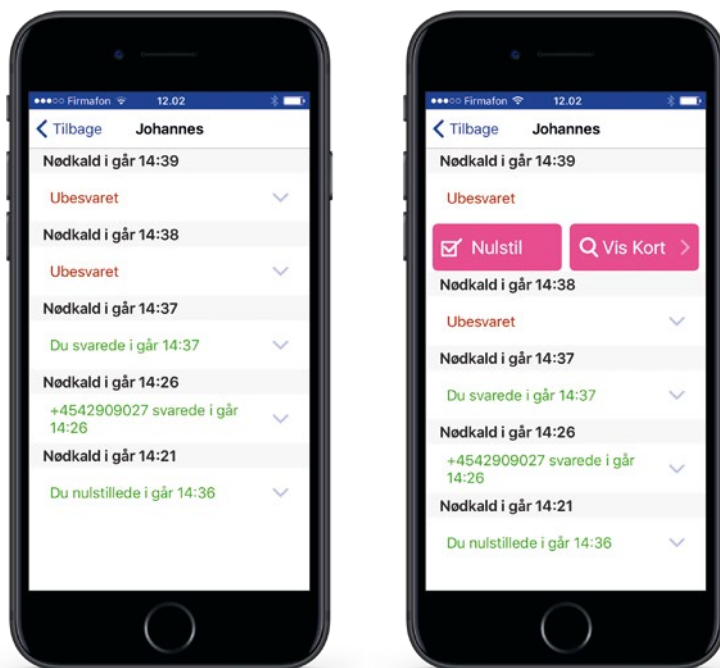 Firmafon 12.02
Tilbage Johannes
Nødkald i går 14:39
Ubesvaret
Nødkald i går 14:38
Ubesvaret
Nødkald i går 14:37
Du svarede i går 14:37
Nødkald i går 14:26
+4542909027 svarede i går
14:26
Nødkald i går 14:21
Du nulstillede i går 14:36
Firmafon 12.02
Tilbage Johannes
Nødkald i går 14:39
Ubesvaret
Nulstil Vis Kort
Nødkald i går 14:38
Ubesvaret
Nødkald i går 14:37
Du svarede i går 14:37
Nødkald i går 14:26
+4542909027 svarede i går
14:26
Nødkald i går 14:21
Du nulstillede i går 14:36